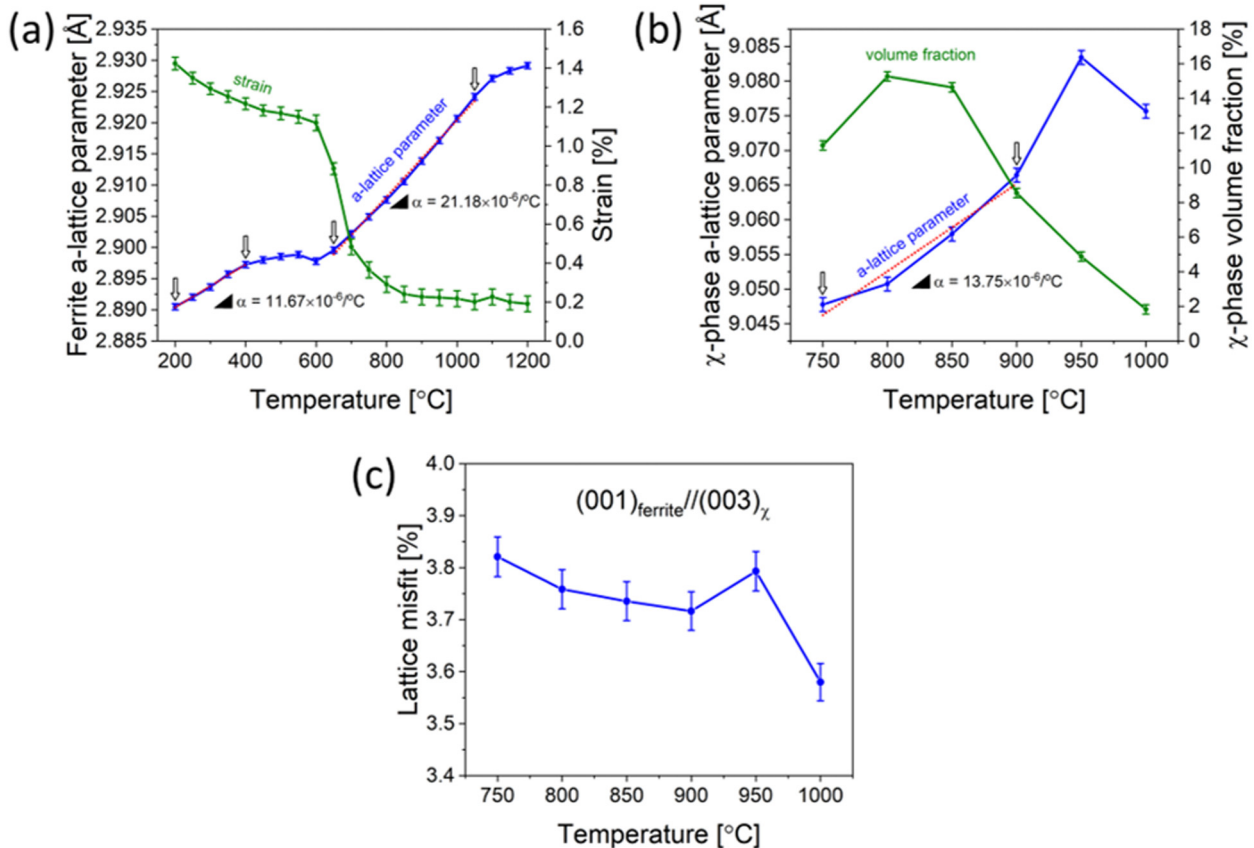 (a)
Ferrite a-lattice parameter [Å]
2.935
2.930
2.925
2.920
2.915
2.910
2.905
2.900
2.895
2.890
2.885
strain
a-lattice parameter
α = 21.18×10⁻⁶/ºC
α = 11.67×10⁻⁶/ºC
1.6
1.4
1.2
1.0
0.8
0.6
0.4
0.2
0.0
Strain [%]
200 400 600 800 1000 1200
Temperature [°C]
(b)
χ-phase a-lattice parameter [Å]
9.085
9.080
9.075
9.070
9.065
9.060
9.055
9.050
9.045
volume fraction
a-lattice parameter
α = 13.75×10⁻⁶/ºC
18
16
14
12
10
8
6
4
2
0
χ-phase volume fraction [%]
750 800 850 900 950 1000
Temperature [°C]
(c)
Lattice misfit [%]
4.0
3.9
3.8
3.7
3.6
3.5
3.4
(001)ferrite//(003)χ
750 800 850 900 950 1000
Temperature [°C]